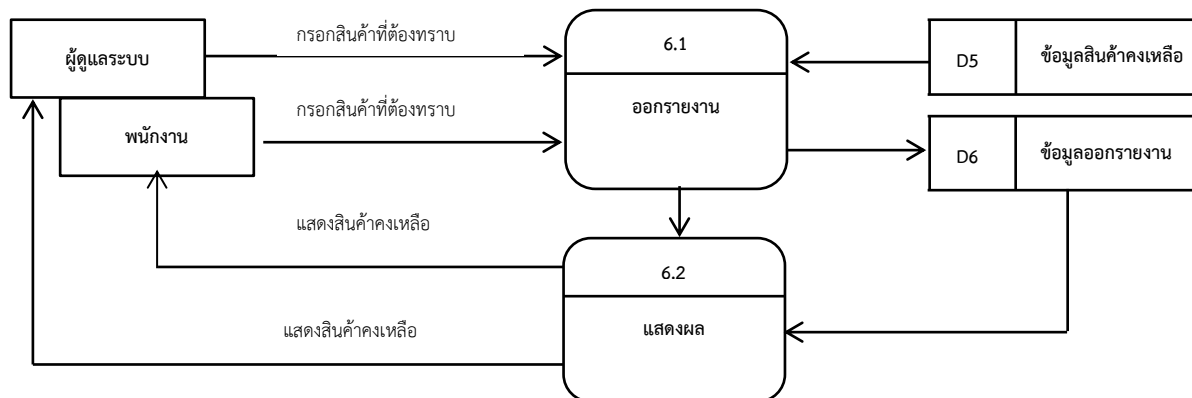 กรอกสินค้าที่ต้องทราบ
6.1
ผู้ดูแลระบบ
D5
ข้อมูลสินค้าคงเหลือ
กรอกสินค้าที่ต้องทราบ
ออกรายงาน
พนักงาน
D6
ข้อมูลออกรายงาน
แสดงสินค้าคงเหลือ
6.2
แสดงสินค้าคงเหลือ
แสดงผล